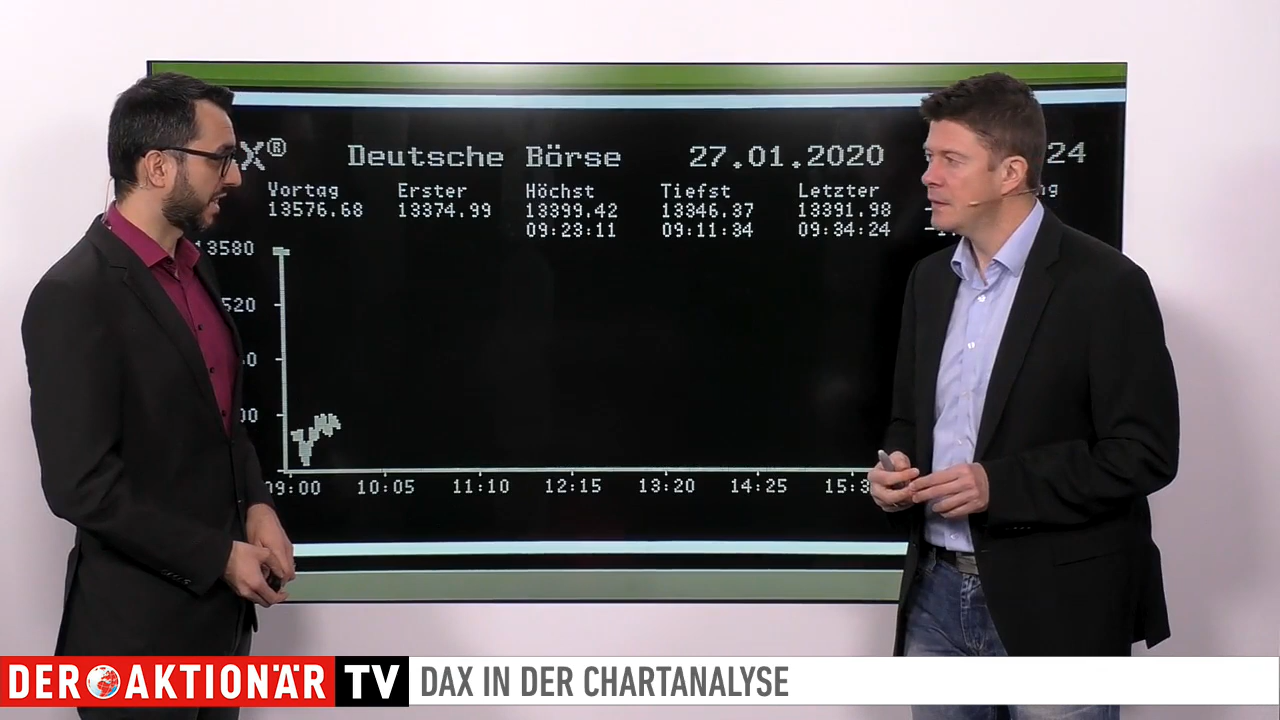 X® Deutsche Börse 27.01.2020 24
Vortag Erster Höchst Tiefst Letzter
13576.68 13374.99 13399.42 13346.37 13391.98
09:23:11 09:11:34 09:34:24
13580
09:00 10:05 11:10 12:15 13:20 14:25
DER AKTIONÄR TV DAX IN DER CHARTANALYSE